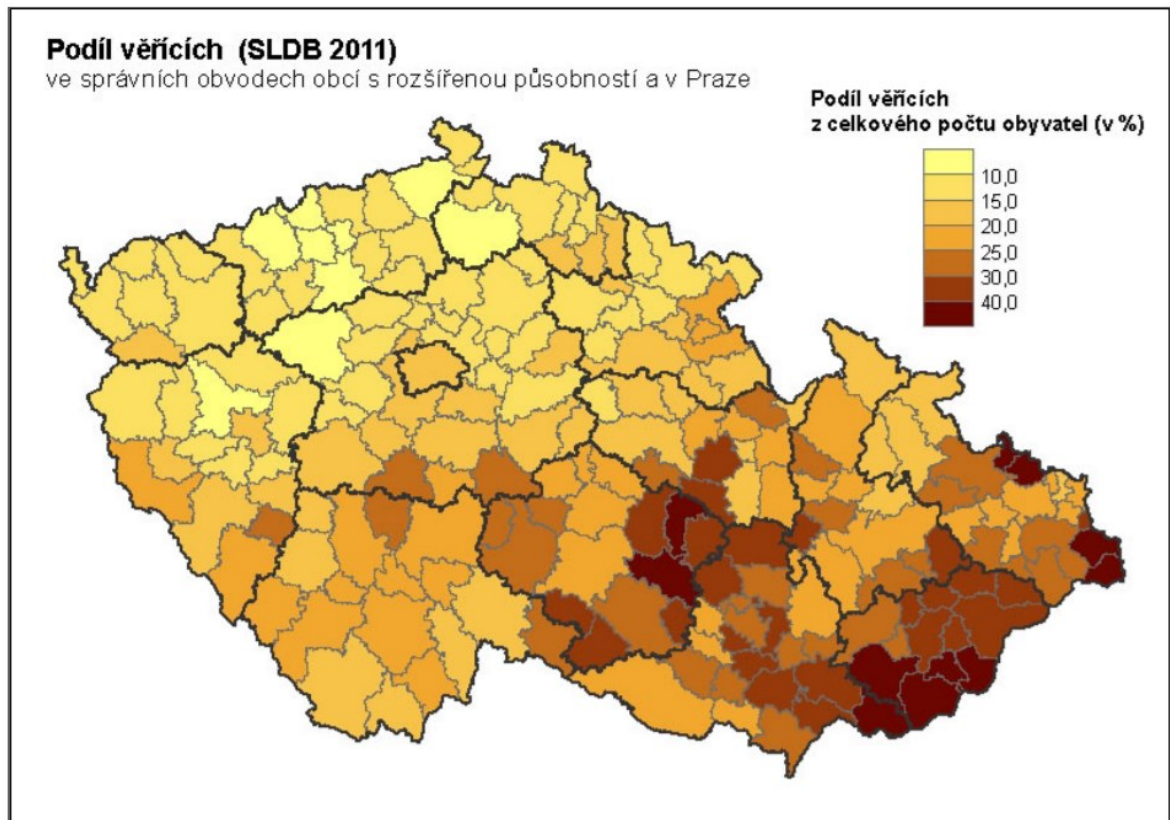 Podíl věřících (SLDB 2011)
ve správních obvodech obcí s rozšířenou působností a v Praze
Podíl věřících
z celkového počtu obyvatel (v %)
10,0
15,0
20,0
25,0
30,0
40,0